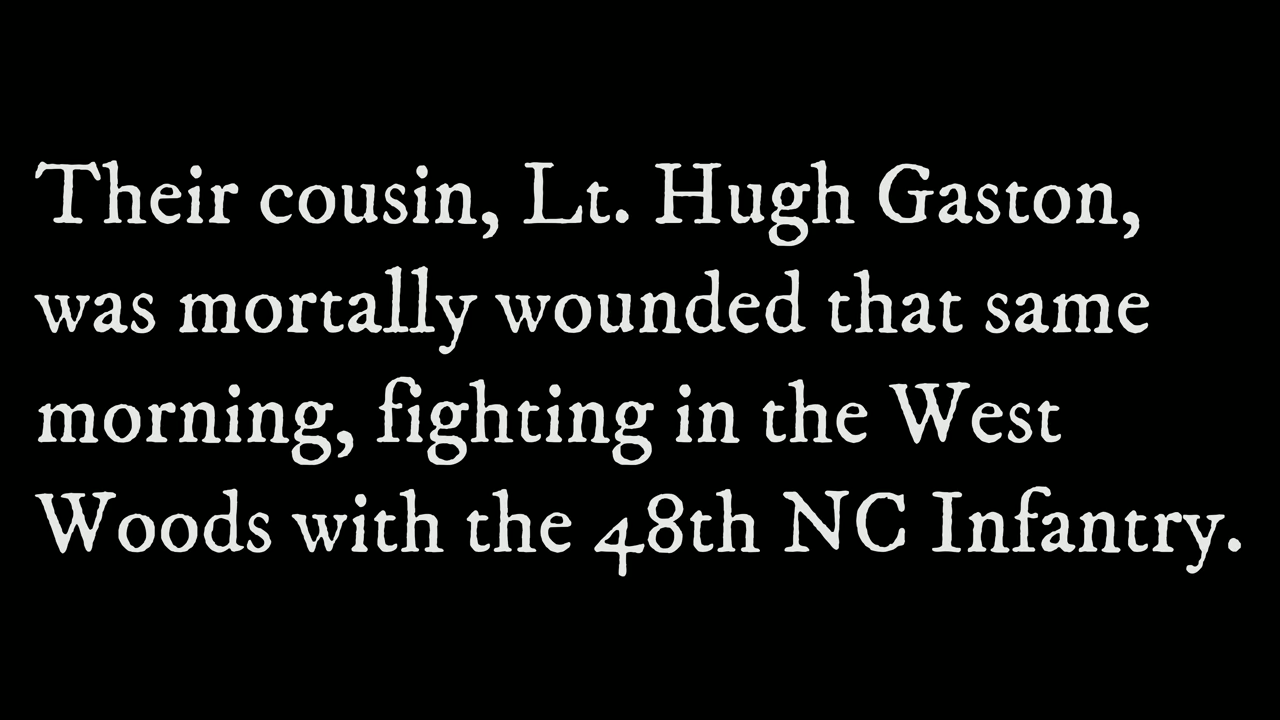 Their cousin, Lt. Hugh Gaston,
was mortally wounded that same
morning, fighting in the West
Woods with the 48th NC Infantry.